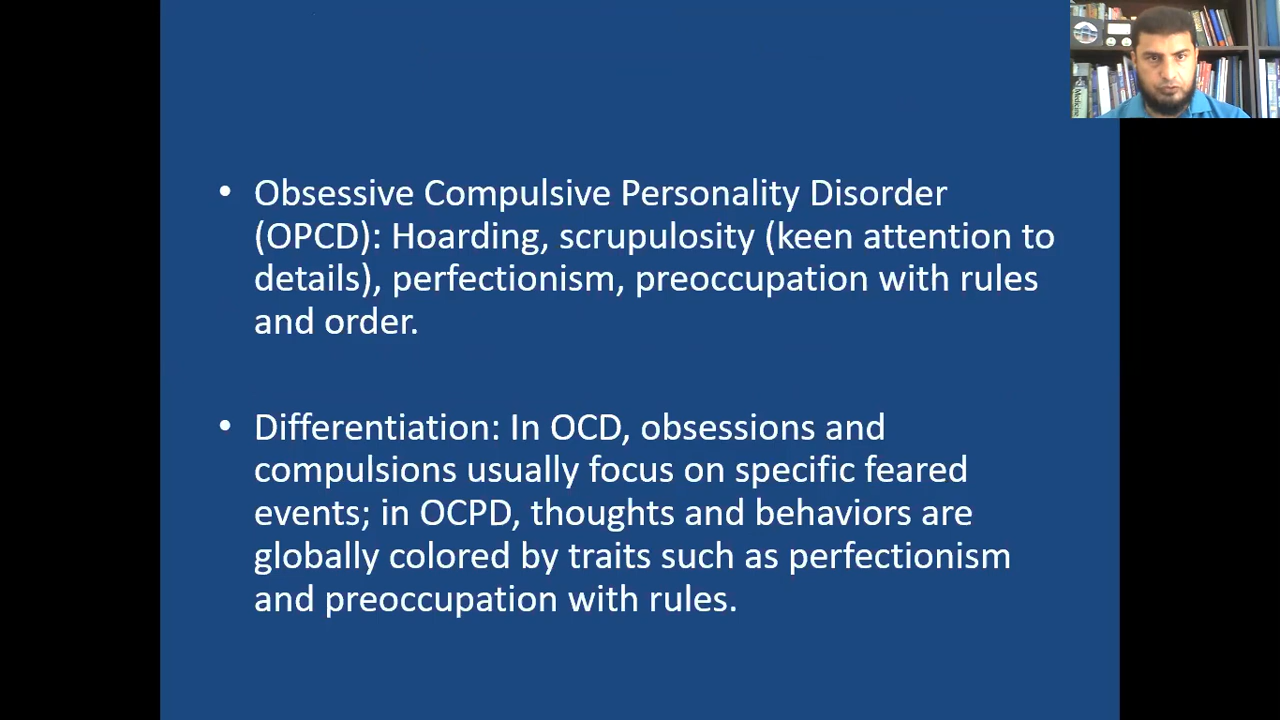 • Obsessive Compulsive Personality Disorder
(OPCD): Hoarding, scrupulosity (keen attention to
details), perfectionism, preoccupation with rules
and order.
• Differentiation: In OCD, obsessions and
compulsions usually focus on specific feared
events; in OCPD, thoughts and behaviors are
globally colored by traits such as perfectionism
and preoccupation with rules.
Medicine